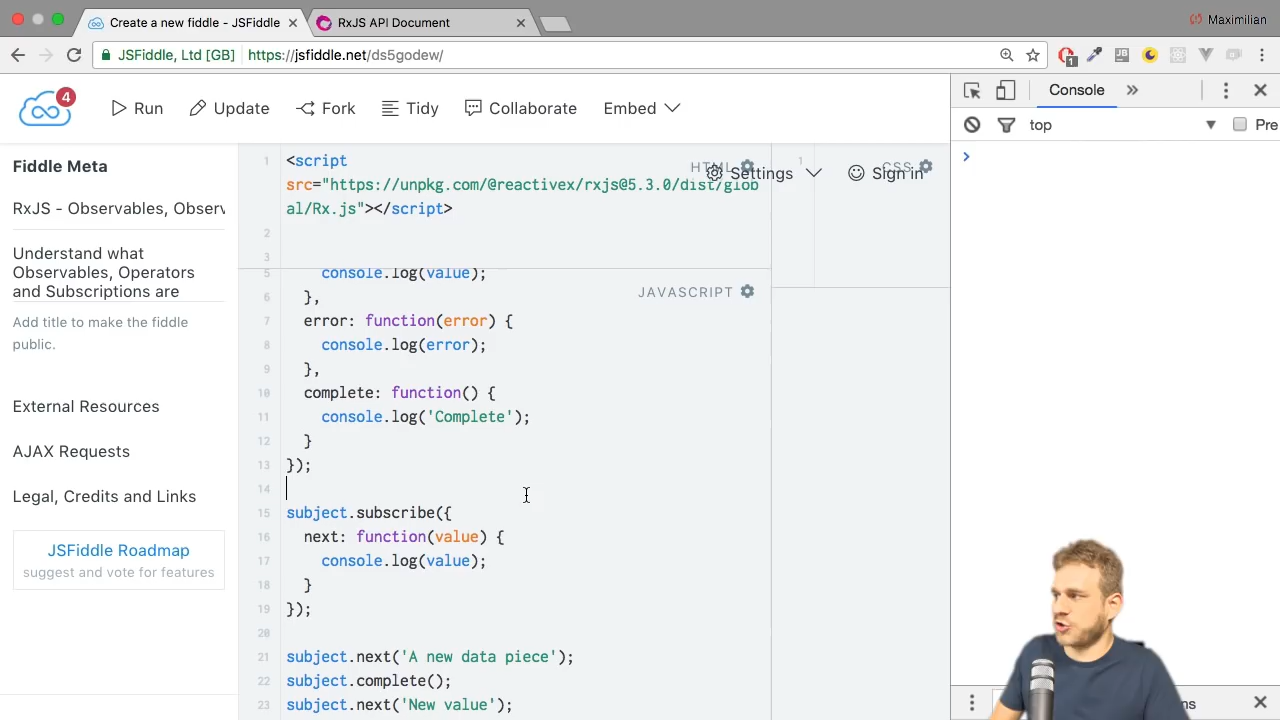 Create a new fiddle - JSFiddle
RxJS API Document
Maximilian
JSFiddle, Ltd [GB]
https://jsfiddle.net/ds5godew/
1
4
Run
Update
Fork
Tidy
Collaborate
Embed
Settings
Sign in
Fiddle Meta
RxJS - Observables, Observ
Understand what
Observables, Operators
and Subscriptions are
Add title to make the fiddle
public.
External Resources
AJAX Requests
Legal, Credits and Links
JSFiddle Roadmap
suggest and vote for features
HTML
1 <script
src="https://unpkg.com/@reactivex/rxjs@5.3.0/dist/glob
al/Rx.js"></script>
2
3
CSS
1
JAVASCRIPT
5 console.log(value);
6 },
7 error: function(error) {
8 console.log(error);
9 },
10 complete: function() {
11 console.log('Complete');
12 }
13 });
14
15 subject.subscribe({
16 next: function(value) {
17 console.log(value);
18 }
19 });
20
21 subject.next('A new data piece');
22 subject.complete();
23 subject.next('New value');
Console
top
Pre
ns